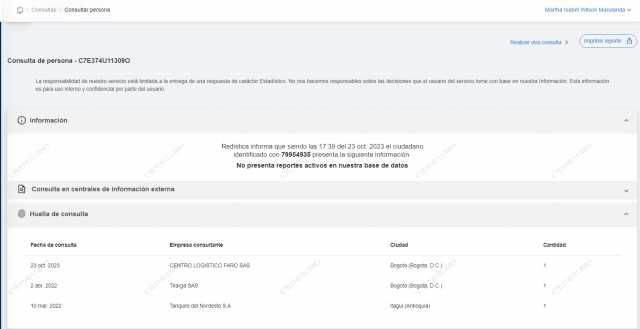 Consultas / Consultar persona
Martha Isabel Wilson Marulanda
Realizar otra consulta >
Imprimir reporte
Consulta de persona - C7E374U11309O
La responsabilidad de nuestro servicio está limitada a la entrega de una respuesta de carácter Estadístico. No nos hacemos responsables sobre las decisiones que el usuario del servicio tome con base en nuestra información. Esta información
es para uso interno y confidencial por parte del usuario.
Información
Redística informa que siendo las 17:39 del 23 oct. 2023 el ciudadano
identificado con 79954935 presenta la siguiente información.
No presenta reportes activos en nuestra base de datos
Consulta en centrales de información externa
Huella de consulta
Fecha de consulta Empresa consultante Ciudad Cantidad
23 oct. 2023 CENTRO LOGISTICO FARO SAS Bogota (Bogota, D.C.) 1
2 abr. 2022 Tkarga SAS Bogota (Bogota, D.C.) 1
10 mar. 2022 Tanques del Nordeste S.A Itagui (Antioquia) 1